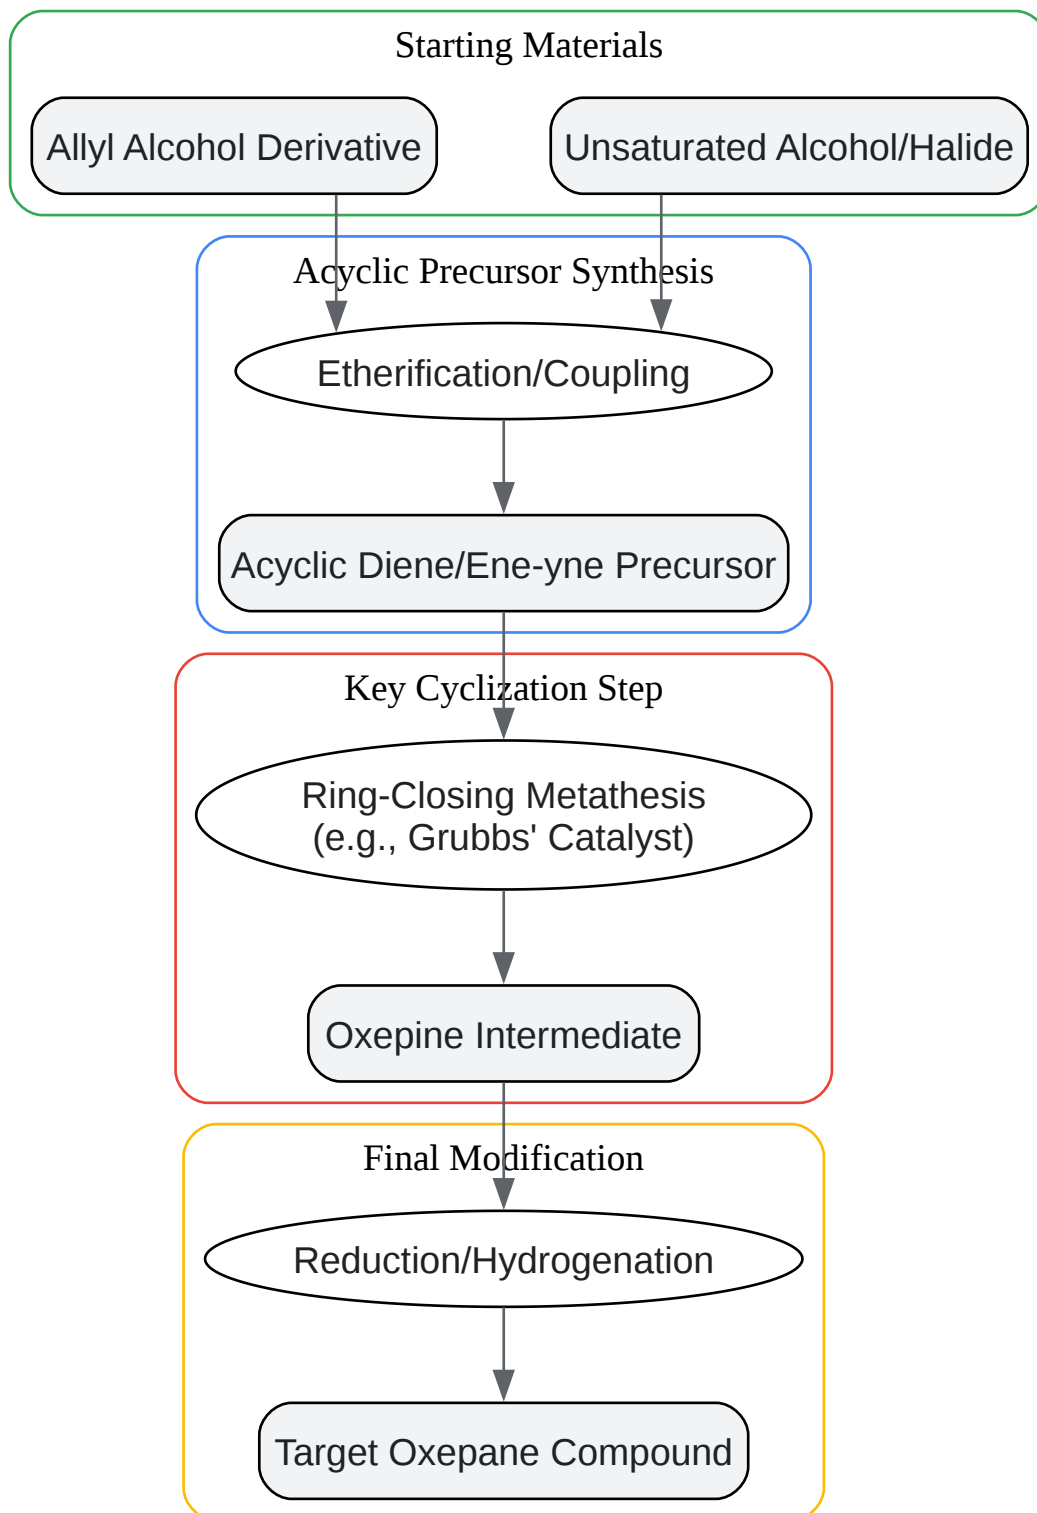 Starting Materials
Allyl Alcohol Derivative
Unsaturated Alcohol/Halide
Acyclic Precursor Synthesis
Etherification/Coupling
Acyclic Diene/Ene-yne Precursor
Key Cyclization Step
Ring-Closing Metathesis
(e.g., Grubbs' Catalyst)
Oxepine Intermediate
Final Modification
Reduction/Hydrogenation
Target Oxepane Compound